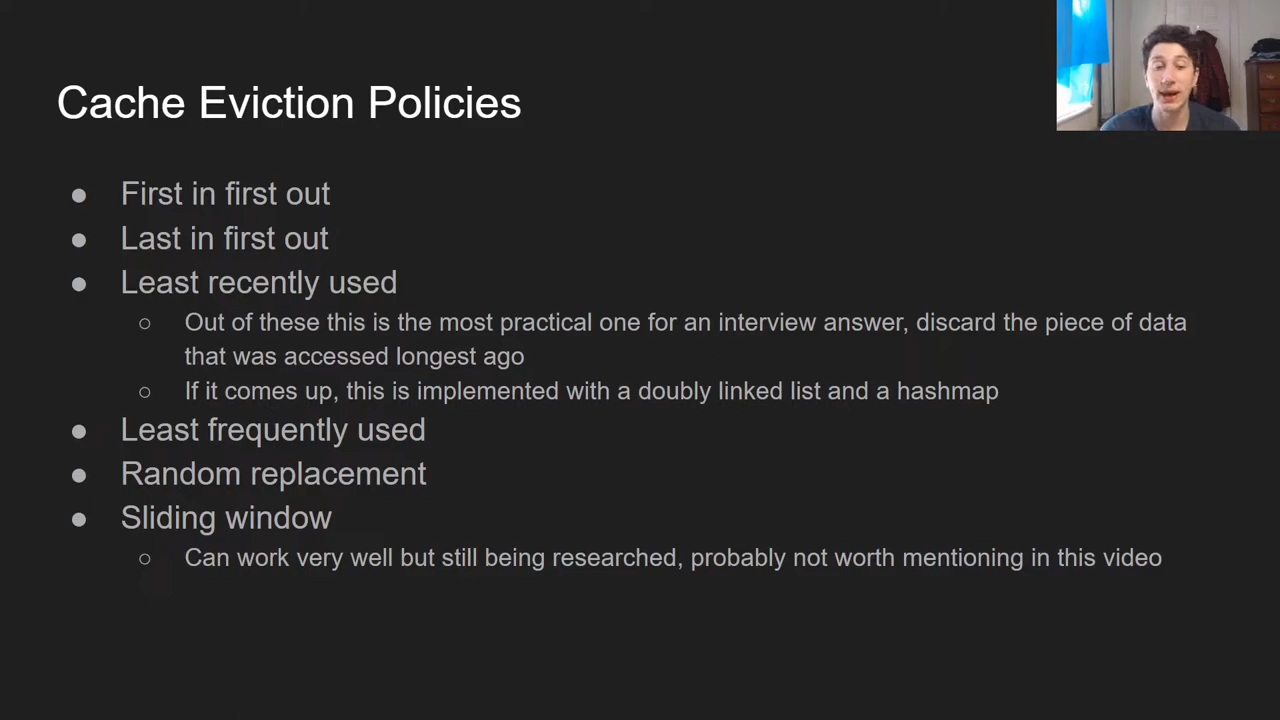 Cache Eviction Policies
● First in first out
● Last in first out
● Least recently used
○ Out of these this is the most practical one for an interview answer, discard the piece of data
that was accessed longest ago
○ If it comes up, this is implemented with a doubly linked list and a hashmap
● Least frequently used
● Random replacement
● Sliding window
○ Can work very well but still being researched, probably not worth mentioning in this video